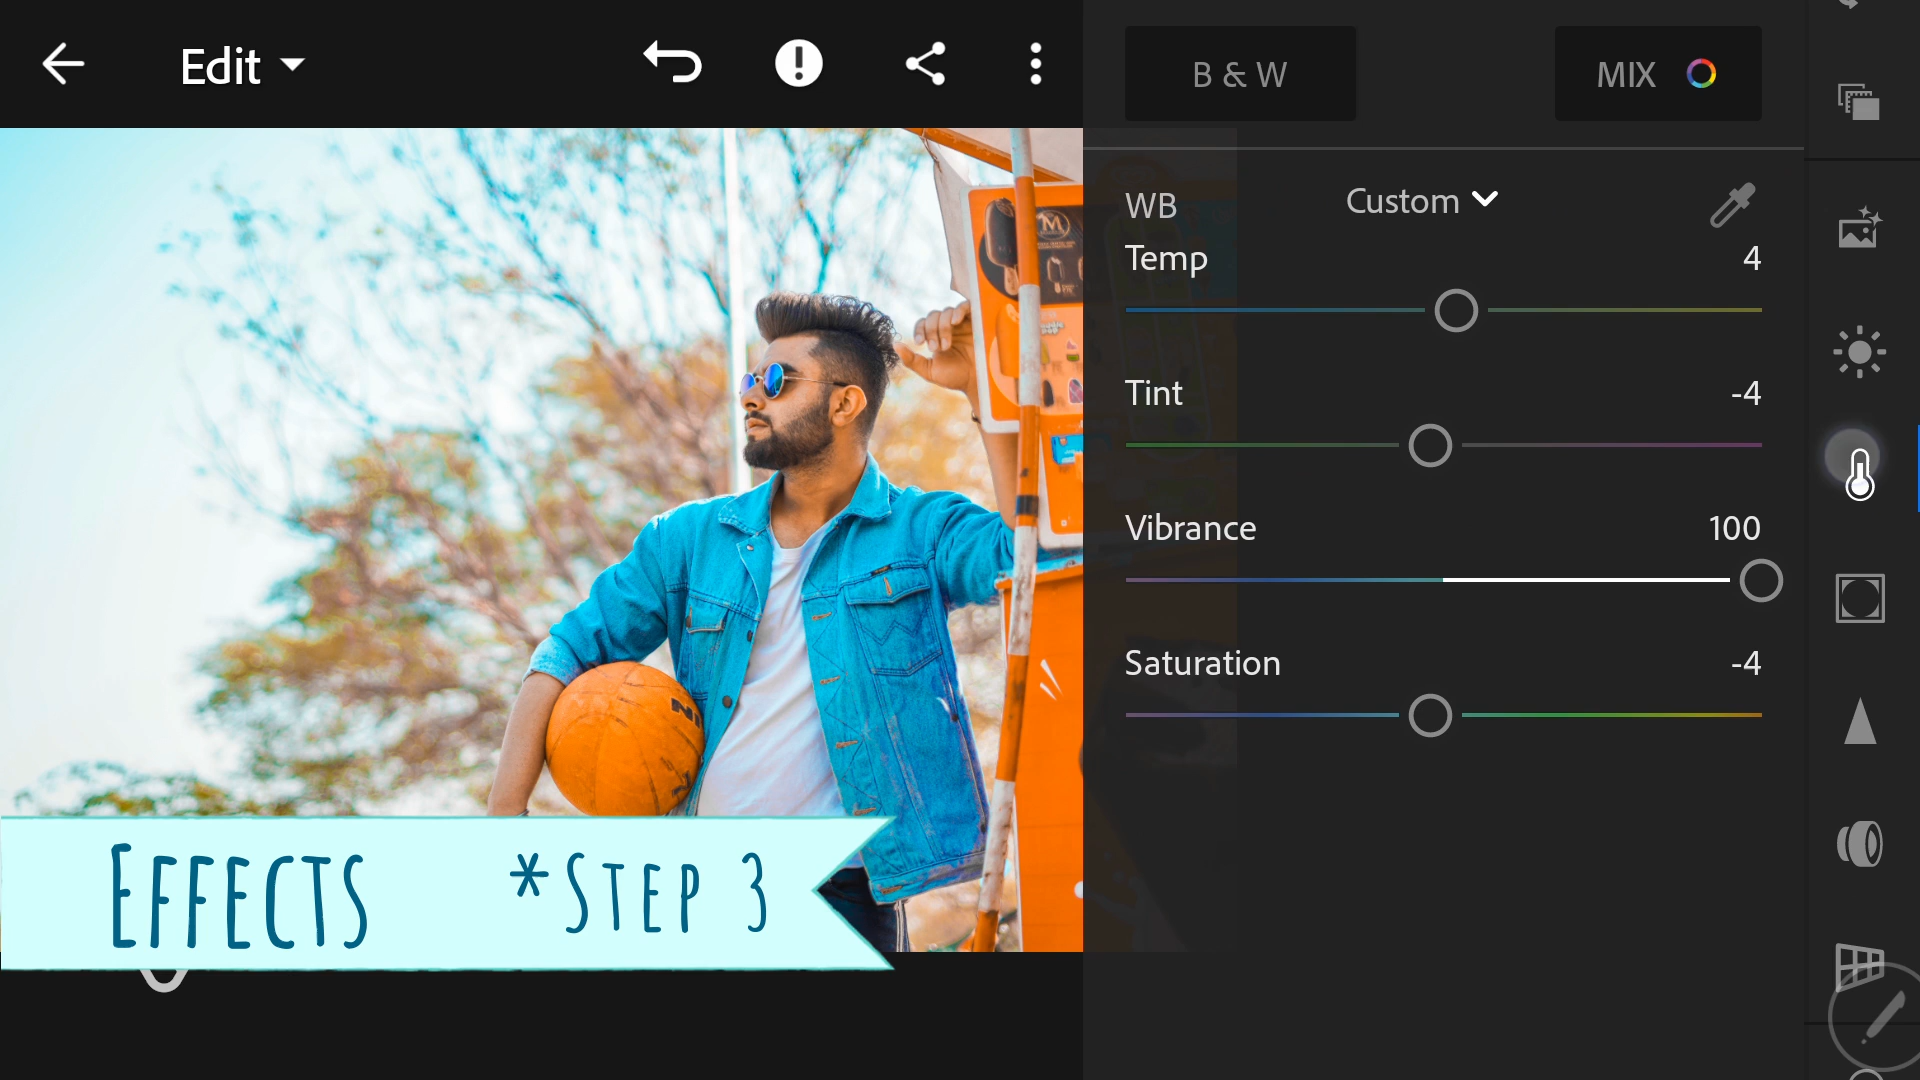 Edit
B & W
MIX
WB
Custom
Temp
4
Tint
-4
Vibrance
100
Saturation
-4
M
EFFECTS
*STEP 3